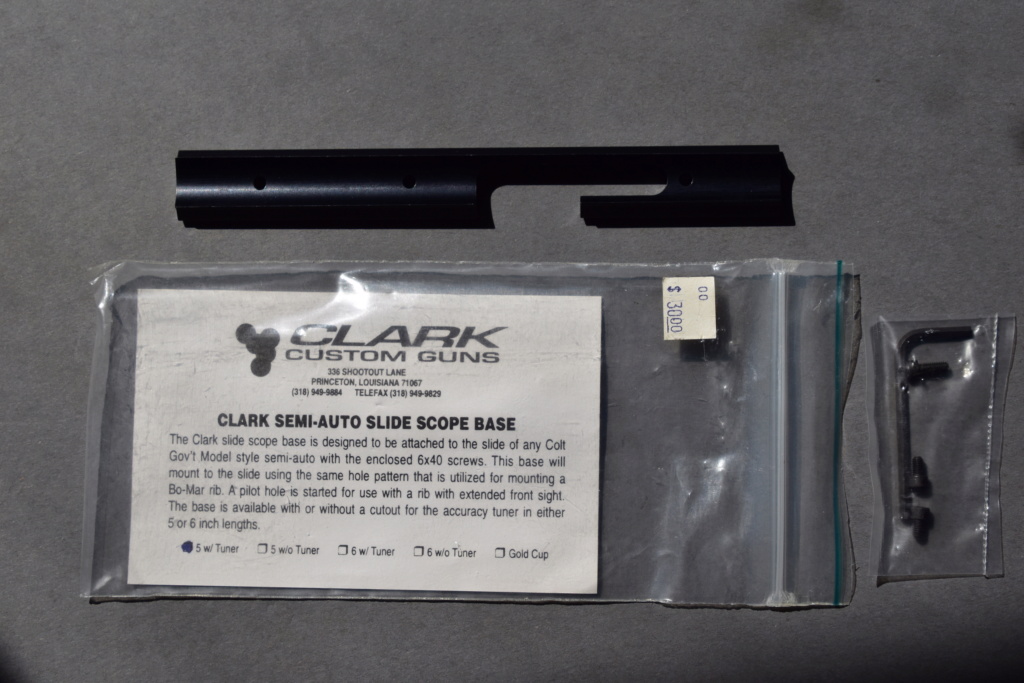 CLARK
CUSTOM GUNS
336 SHOOTOUT LANE
PRINCETON, LOUISIANA 71067
(318) 949-9884 TELEFAX (318) 949-9829
CLARK SEMI-AUTO SLIDE SCOPE BASE
The Clark slide scope base is designed to be attached to the slide of any Colt
Gov't Model style semi-auto with the enclosed 6x40 screws. This base will
mount to the slide using the same hole pattern that is utilized for mounting a
Bo-Mar rib. A pilot hole is started for use with a rib with extended front sight.
The base is available with or without a cutout for the accuracy tuner in either
5 or 6 inch lengths.
5 w/ Tuner 5 w/o Tuner 6 w/ Tuner 6 w/o Tuner Gold Cup
00
$ 3000